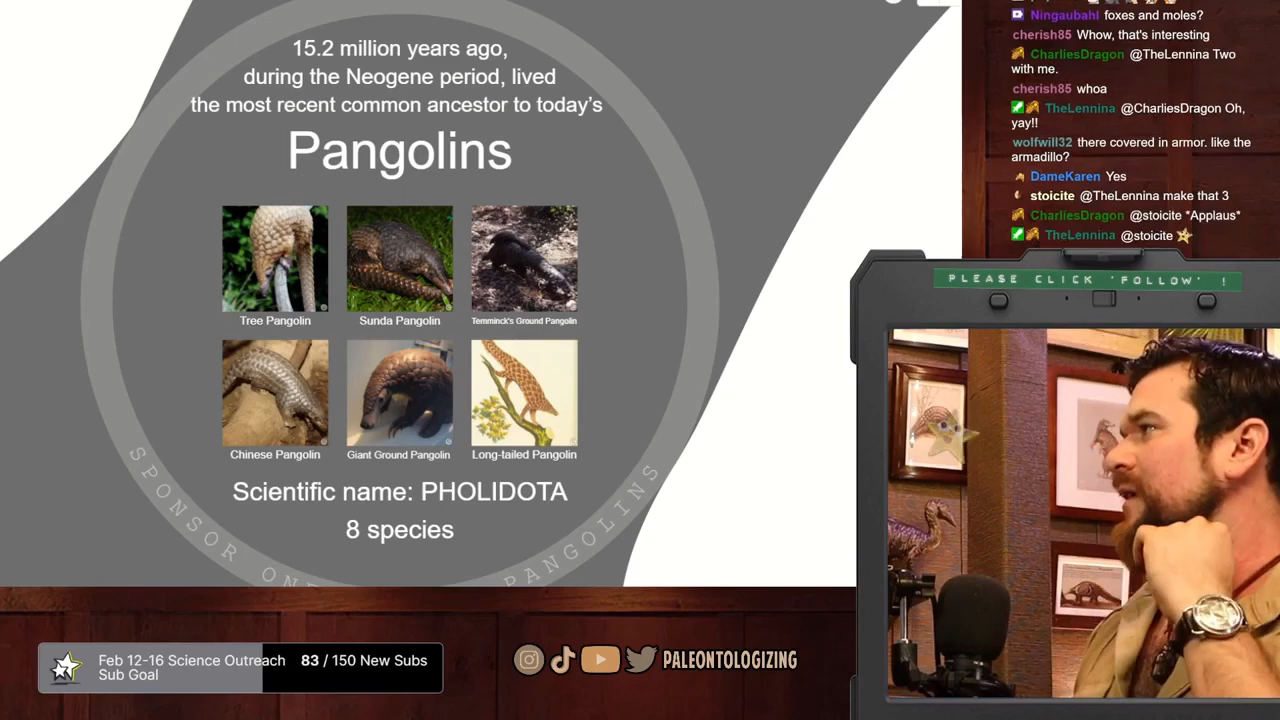 15.2 million years ago,
during the Neogene period, lived
the most recent common ancestor to today's
Pangolins
Tree Pangolin
Sunda Pangolin
Temminck's Ground Pangolin
Chinese Pangolin
Giant Ground Pangolin
Long-tailed Pangolin
Scientific name: PHOLIDOTA
8 species
SPONSOR ONE
PANGOLINS
Ningaubahl foxes and moles?
cherish85 Whow, that's interesting
CharliesDragon @TheLennina Two
with me.
cherish85 whoa
TheLennina @CharliesDragon Oh,
yay!!
wolfwill32 there covered in armor. like the
armadillo?
DameKaren Yes
stoicite @TheLennina make that 3
CharliesDragon @stoicite *Applaus*
TheLennina @stoicite
PLEASE CLICK 'FOLLOW' !
Feb 12-16 Science Outreach
Sub Goal
83 / 150 New Subs
PALEONTOLOGIZING